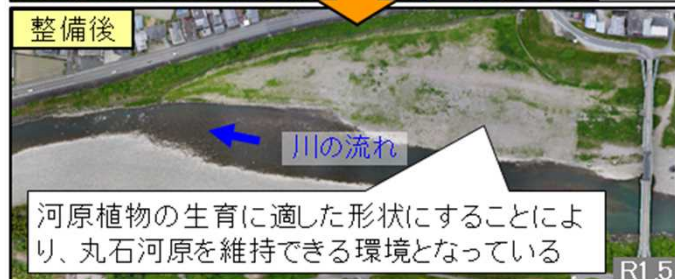 整備後
川の流れ
河原植物の生育に適した形状にすることによ
り、丸石河原を維持できる環境となっている
R1.5